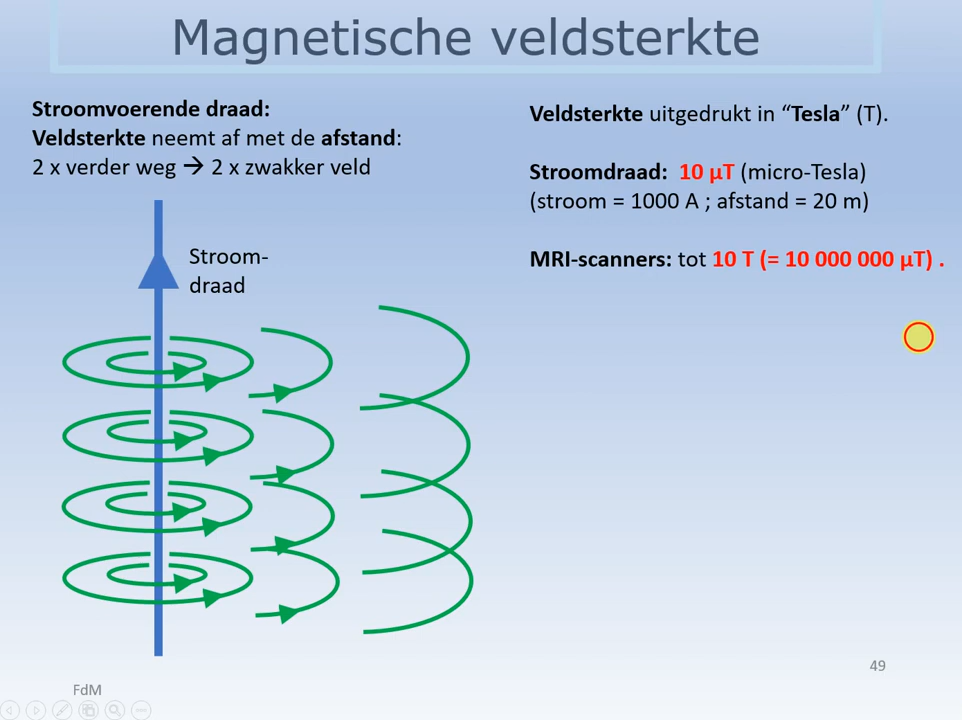 Magnetische veldsterkte
Stroomvoerende draad:
Veldsterkte neemt af met de afstand:
2 x verder weg → 2 x zwakker veld
Stroom-
draad
Veldsterkte uitgedrukt in “Tesla” (T).
Stroomdraad: 10 µT (micro-Tesla)
(stroom = 1000 A ; afstand = 20 m)
MRI-scanners: tot 10 T (= 10 000 000 µT) .
49
FdM